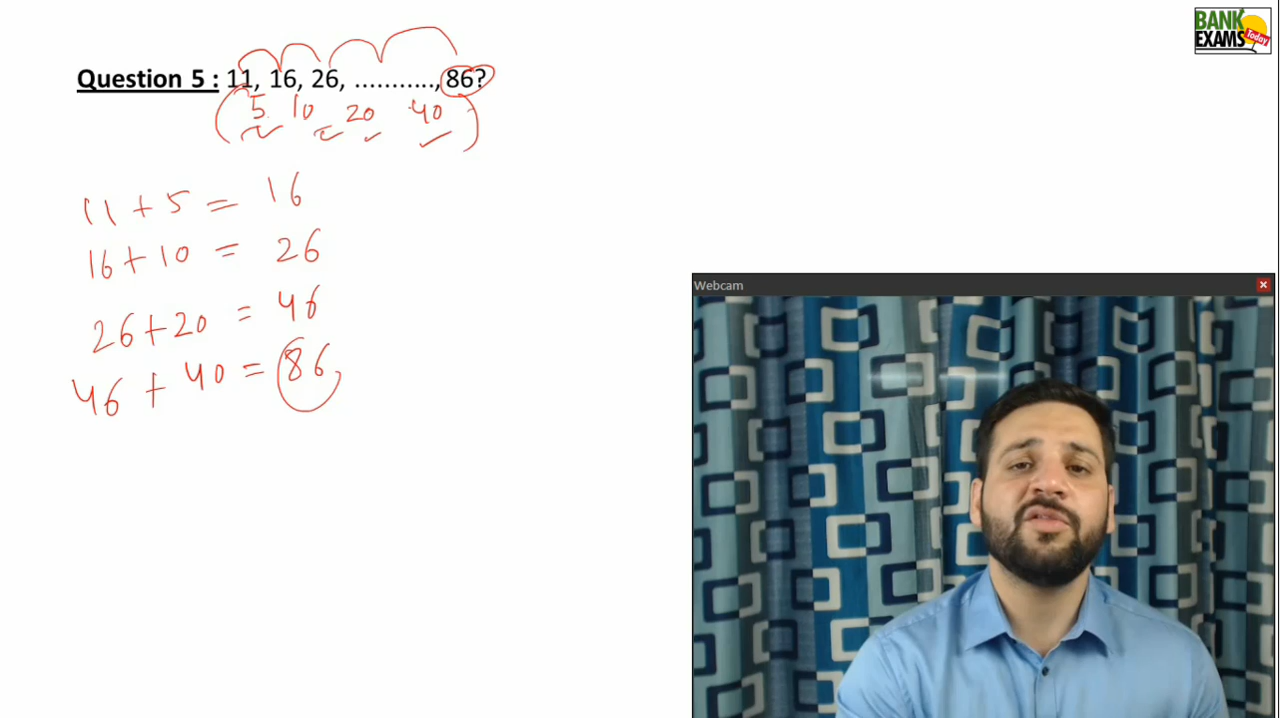 BANK
EXAMS Today
Question 5 : 11, 16, 26, ..........., 86?
5 10 20 40
11 + 5 = 16
16 + 10 = 26
26 + 20 = 46
46 + 40 = 86
Webcam